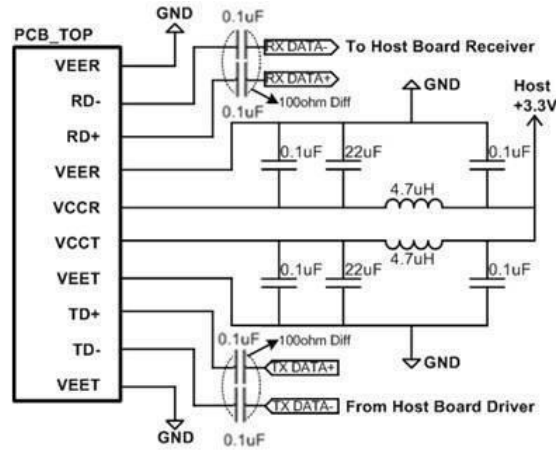 GND
0.1uF
PCB_TOP
RX DATA- To Host Board Receiver
VEER
RX DATA+
GND
Host
+3.3V
RD-
0.1uF
100ohm Diff
RD+
0.1uF 22uF 0.1uF
VEER
4.7uH
VCCR
VCCT
4.7uH
VEET
0.1uF 22uF 0.1uF
TD+
0.1uF
100ohm Diff
TD-
TX DATA+
GND
VEET
TX DATA- From Host Board Driver
GND
0.1uF